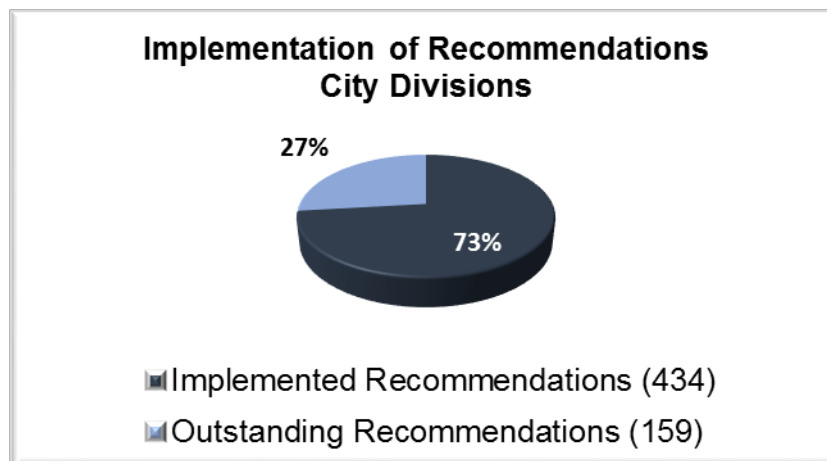 Implementation of Recommendations
City Divisions
27%
73%
Implemented Recommendations (434)
Outstanding Recommendations (159)